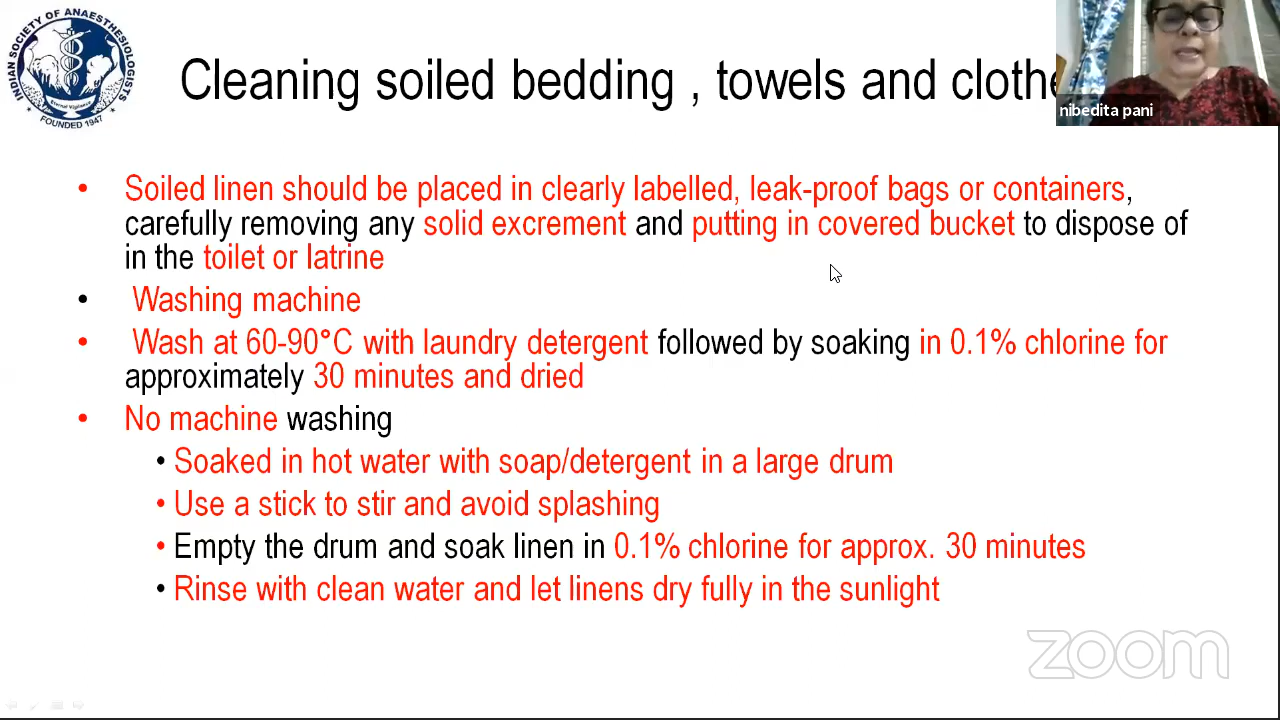 INDIAN SOCIETY OF ANAESTHESIOLOGISTS
Eternal Vigilance
FOUNDED 1947
Cleaning soiled bedding , towels and clothe
nibedita pani
• Soiled linen should be placed in clearly labelled, leak-proof bags or containers,
carefully removing any solid excrement and putting in covered bucket to dispose of
in the toilet or latrine
• Washing machine
• Wash at 60-90°C with laundry detergent followed by soaking in 0.1% chlorine for
approximately 30 minutes and dried
• No machine washing
• Soaked in hot water with soap/detergent in a large drum
• Use a stick to stir and avoid splashing
• Empty the drum and soak linen in 0.1% chlorine for approx. 30 minutes
• Rinse with clean water and let linens dry fully in the sunlight
zoom